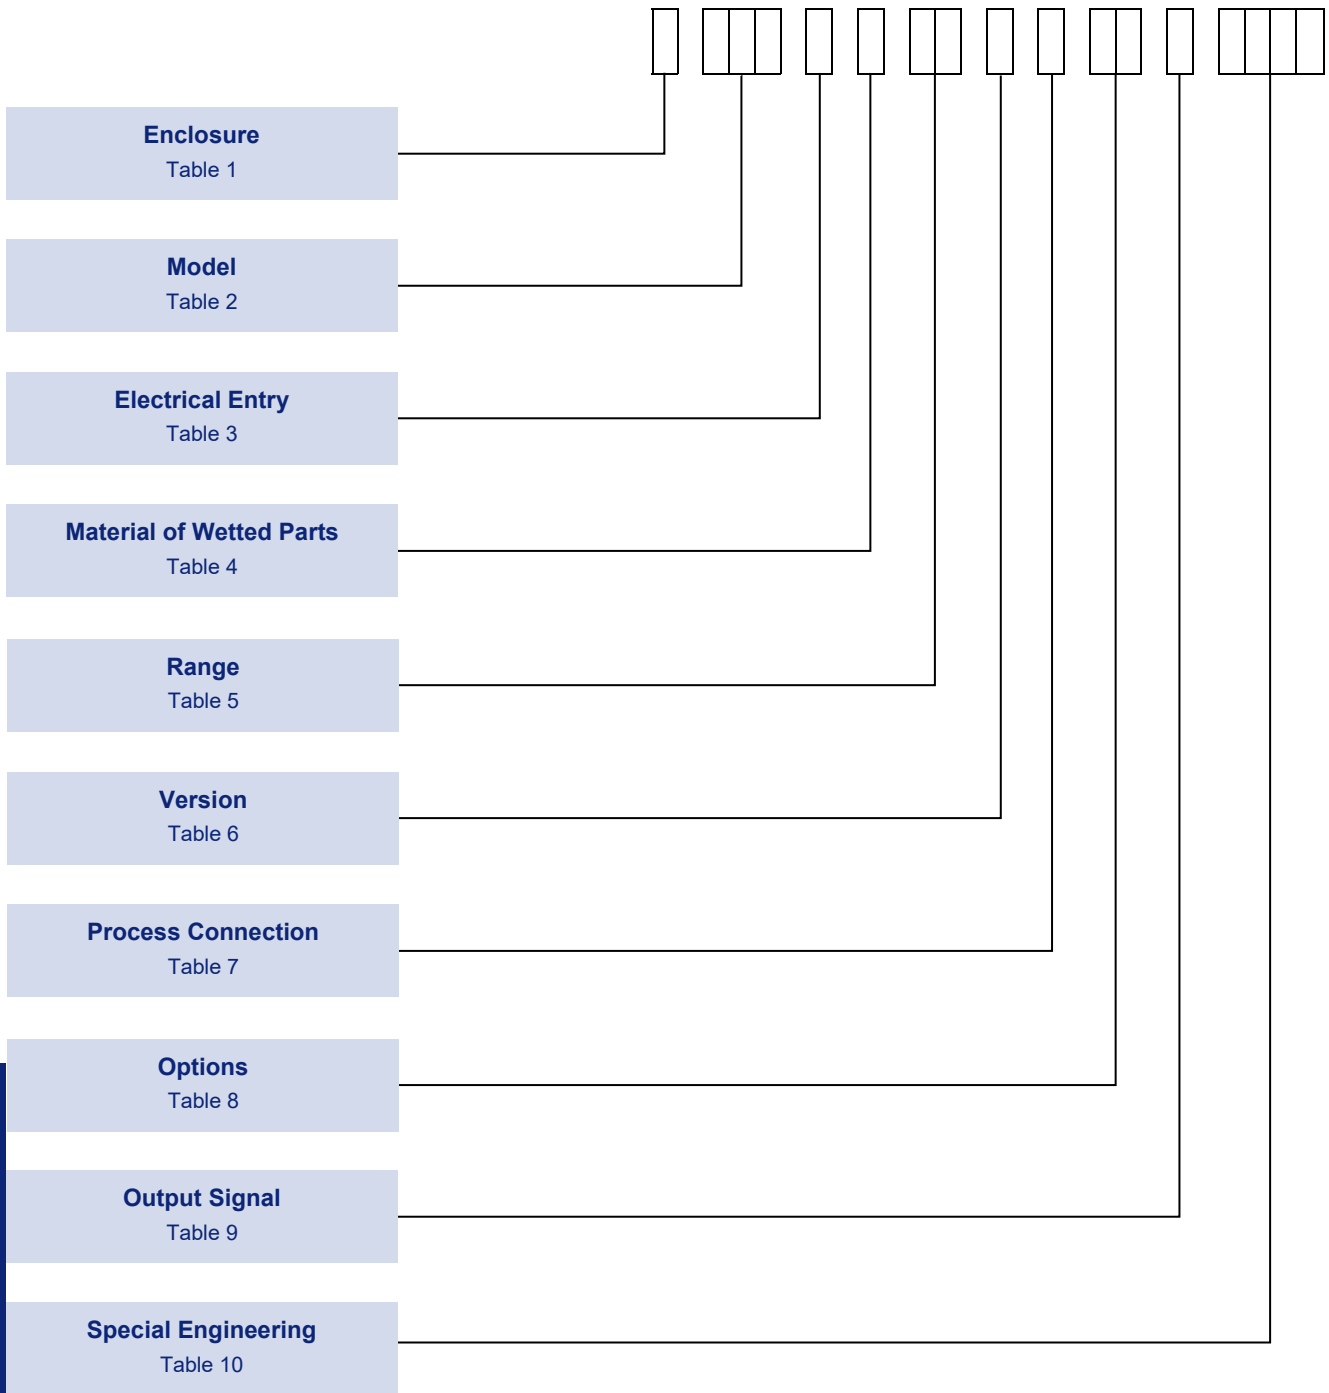 Enclosure
Table 1
Model
Table 2
Electrical Entry
Table 3
Material of Wetted Parts
Table 4
Range
Table 5
Version
Table 6
Process Connection
Table 7
Options
Table 8
Output Signal
Table 9
Special Engineering
Table 10